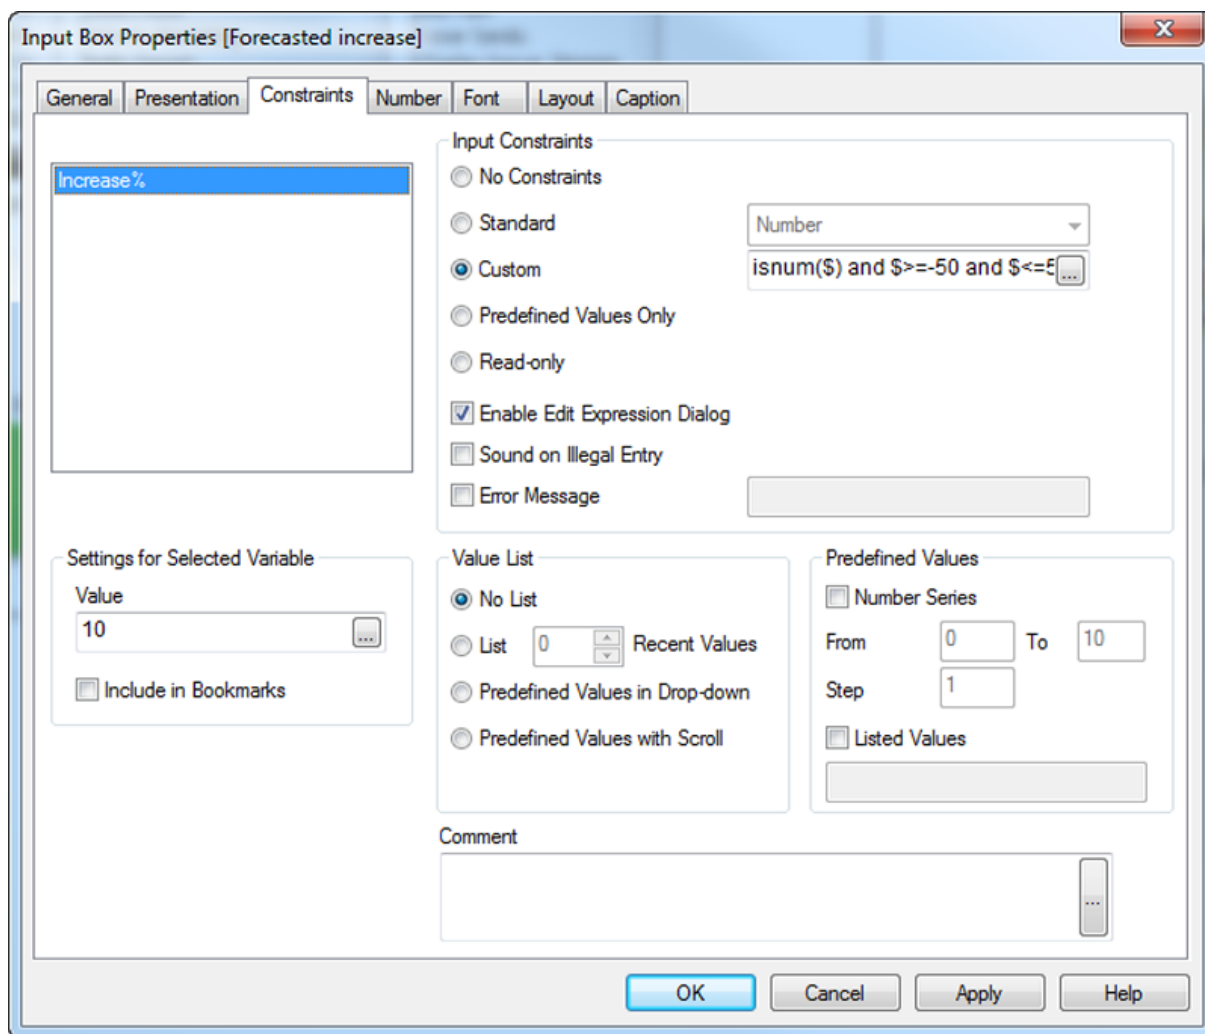 Input Box Properties [Forecasted increase]
General Presentation Constraints Number Font Layout Caption
Input Constraints
Increase%
No Constraints
Standard Number
Custom isnum($) and $>=-50 and $<=5 ...
Predefined Values Only
Read-only
Enable Edit Expression Dialog
Sound on Illegal Entry
Error Message
Settings for Selected Variable
Value
10 ...
Include in Bookmarks
Value List
No List
List 0 Recent Values
Predefined Values in Drop-down
Predefined Values with Scroll
Predefined Values
Number Series
From 0 To 10
Step 1
Listed Values
Comment
...
OK Cancel Apply Help